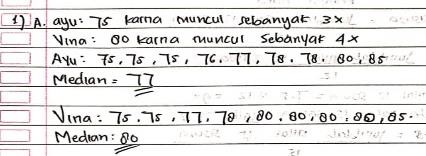 1) A. ayu: 75 karna muncul sebanyak 3x
Vina: 80 karna muncul sebanyak 4x
Ayu: 75, 75, 75, 76, 77, 78, 78, 80, 85
Median = 77
Vina: 75, 75, 77, 78, 80, 80, 80, 80, 85.
Median: 80